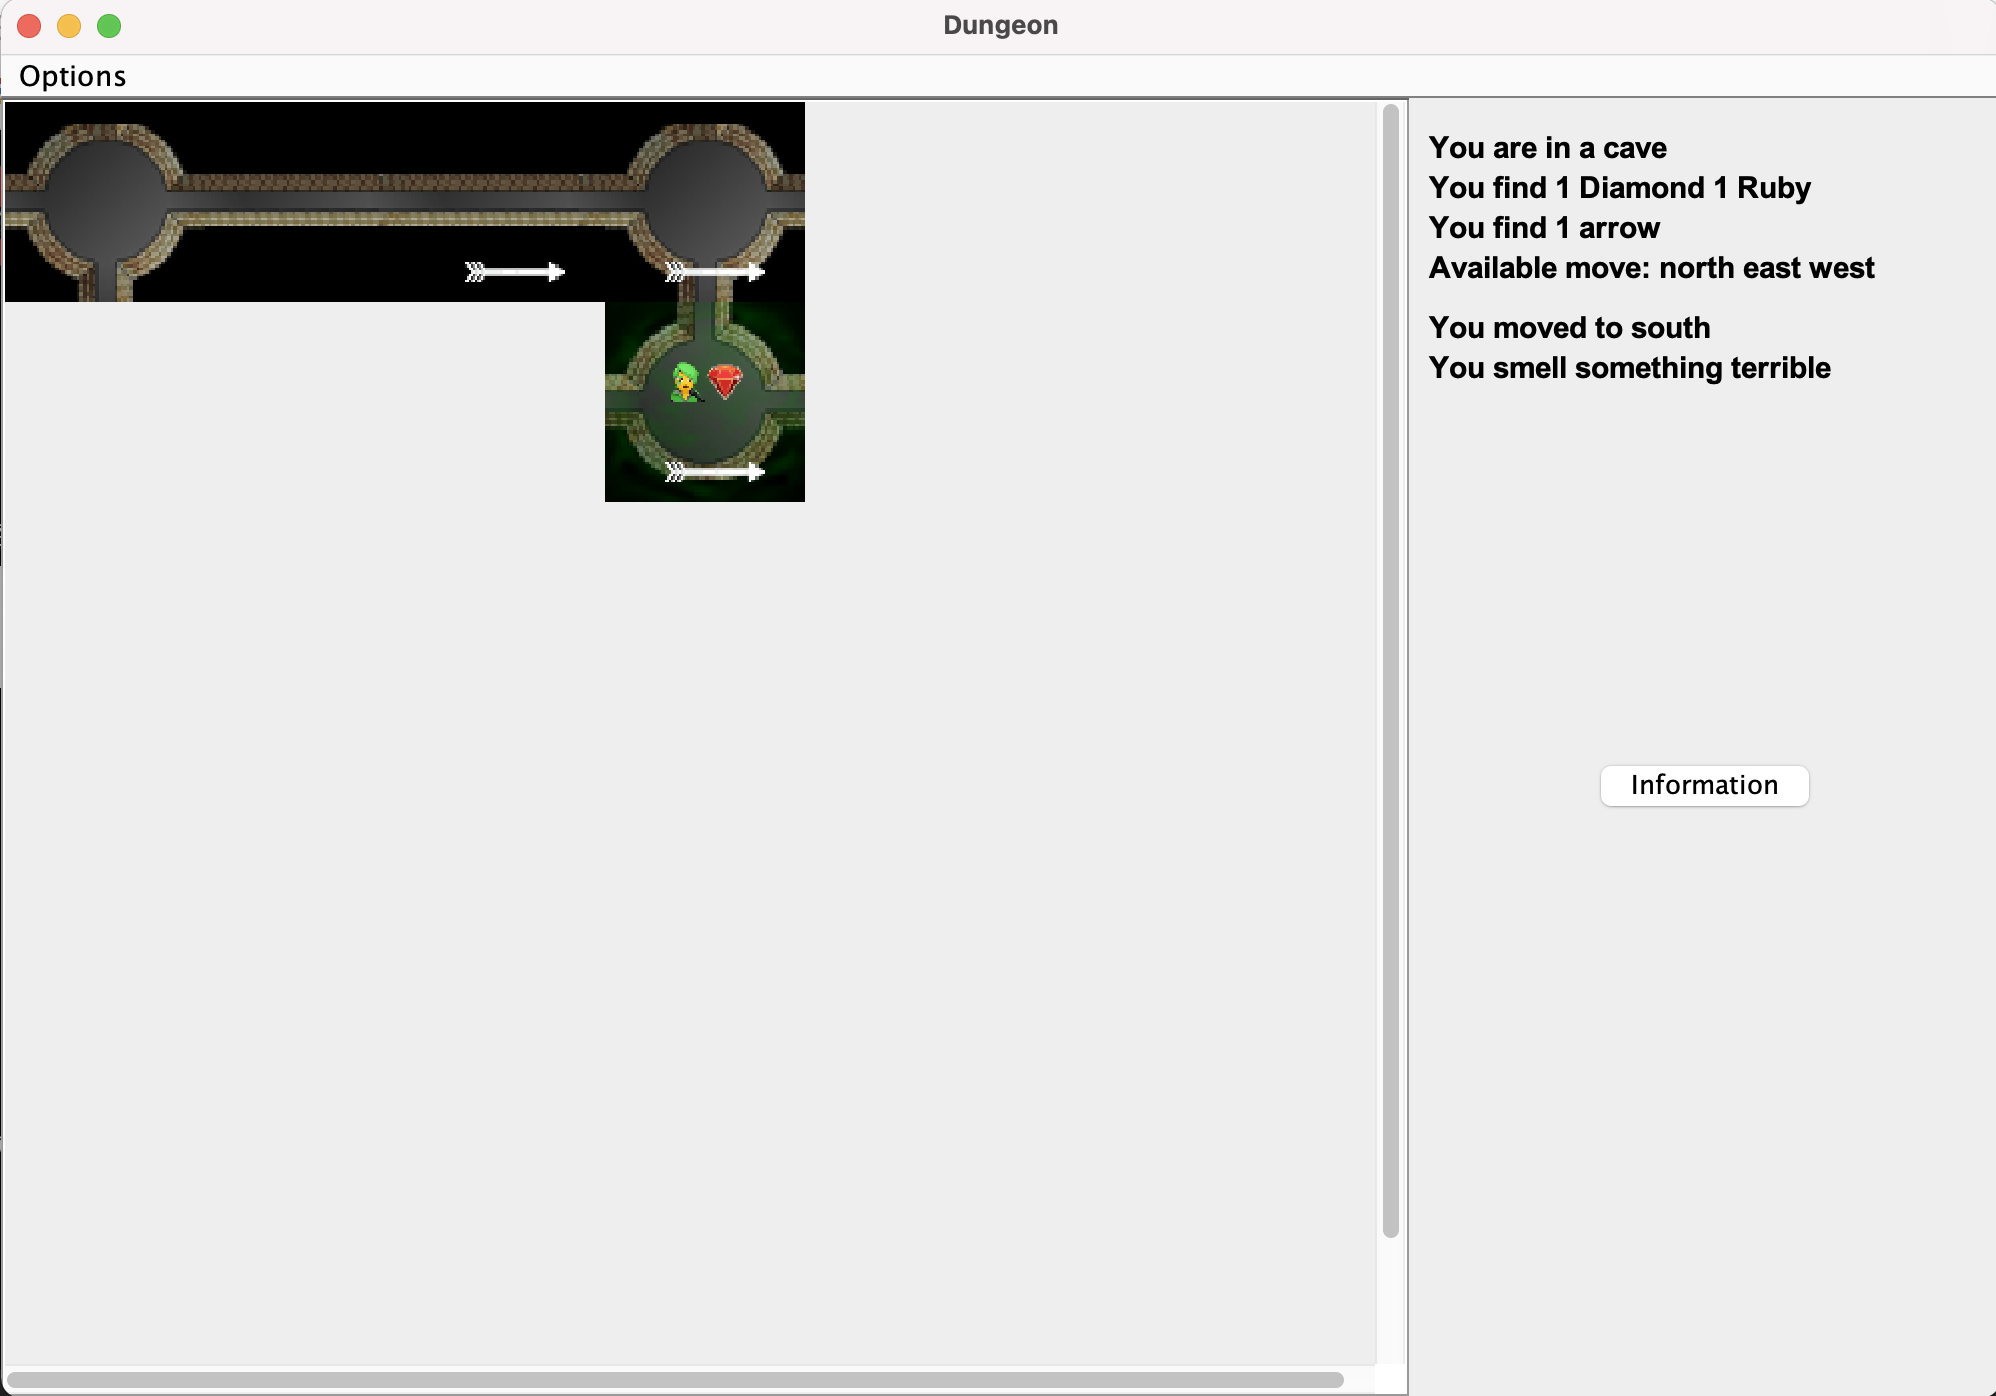 Dungeon
Options
You are in a cave
You find 1 Diamond 1 Ruby
You find 1 arrow
Available move: north east west
You moved to south
You smell something terrible
Information